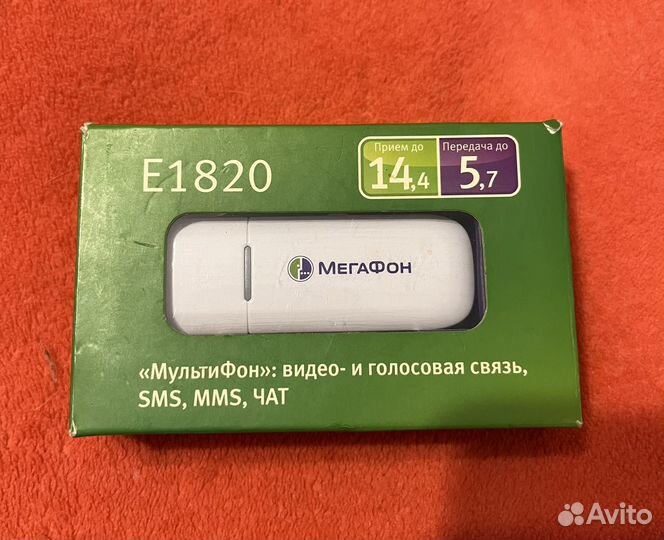 E1820
Прием до
14,4
Передача до
5,7
МЕГАФОН
«МультиФон»: видео- и голосовая связь,
SMS, MMS, ЧАТ
Avito